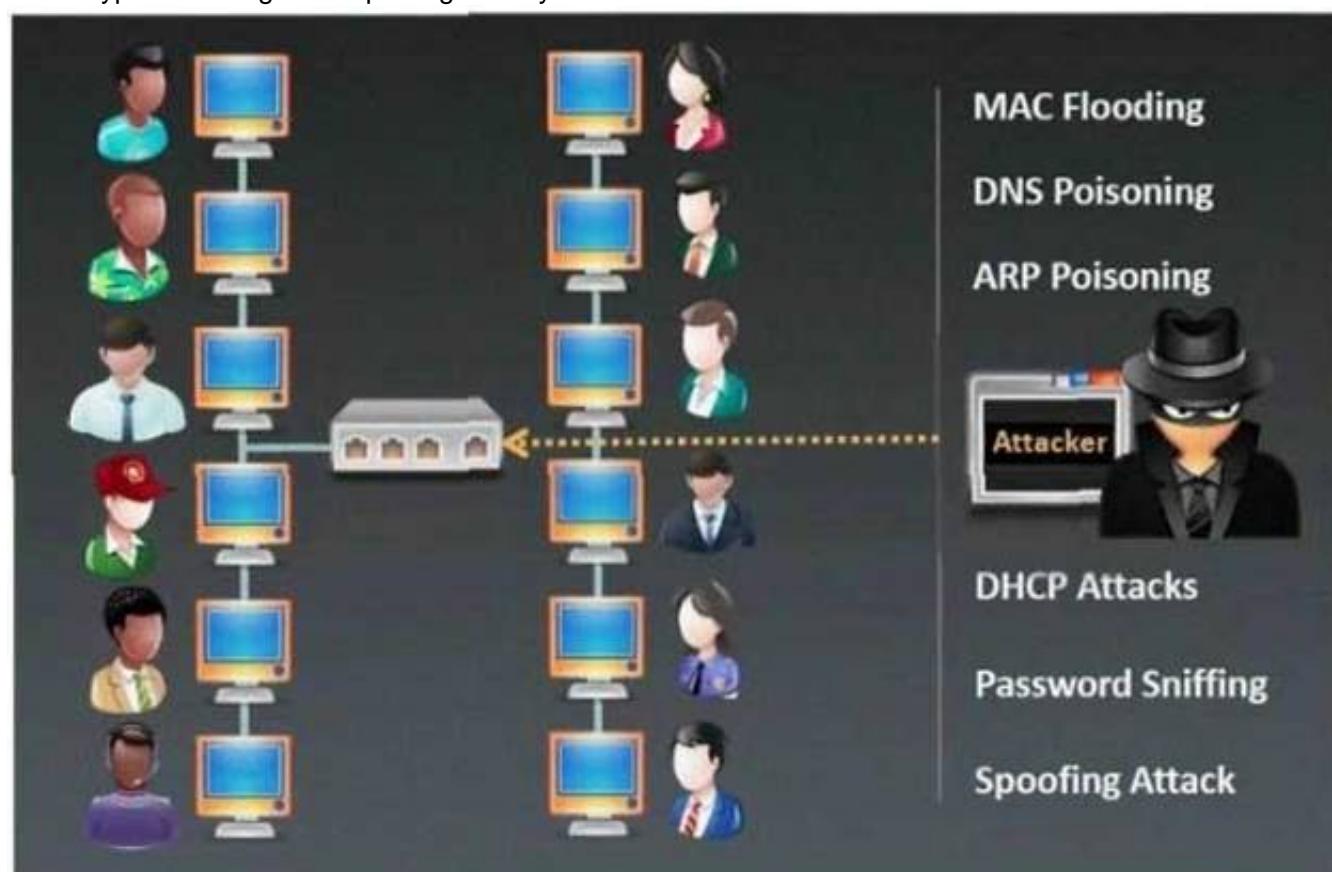 MAC Flooding
DNS Poisoning
ARP Poisoning
Attacker
DHCP Attacks
Password Sniffing
Spoofing Attack